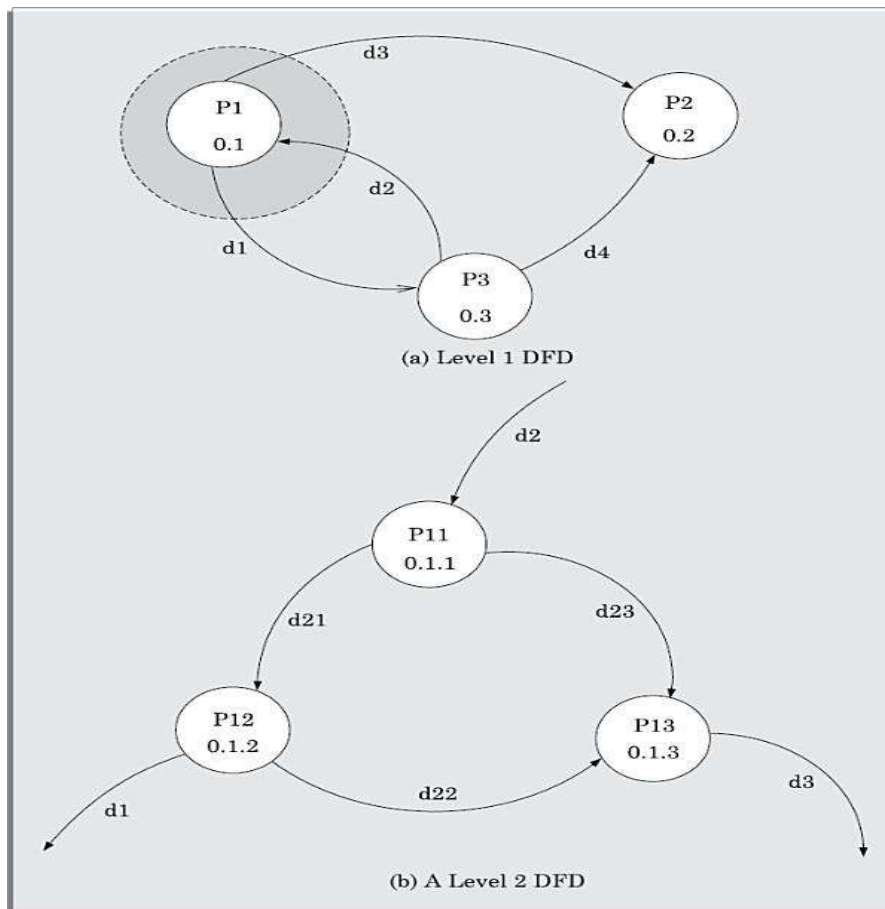 d3
P1
0.1
P2
0.2
d2
d1
d4
P3
0.3
(a) Level 1 DFD
d2
P11
0.1.1
d21
d23
P12
0.1.2
P13
0.1.3
d1
d22
d3
(b) A Level 2 DFD